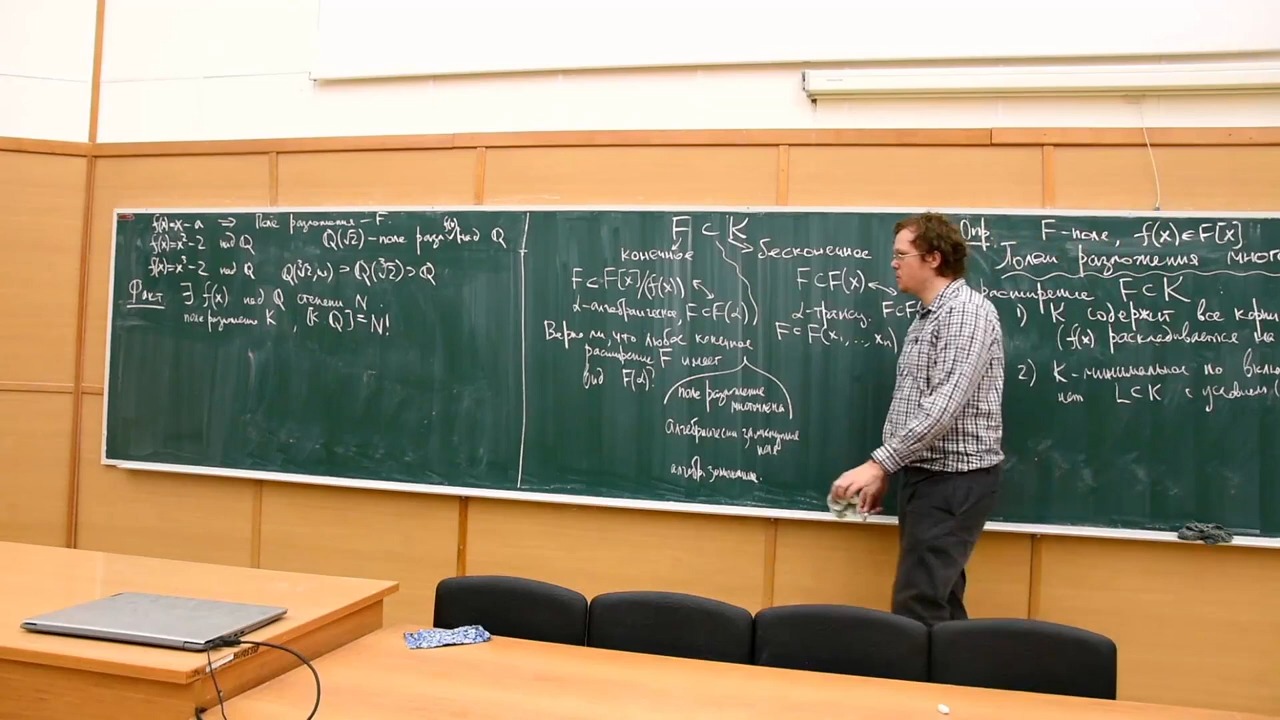 f(x)=x-a ⇒ Поле разложения - F.
f(x)=x²-2 над Q Q(√2) - поле разл f(x) над Q
f(x)=x³-2 над Q Q(∛2,ω) ⊃ Q(∛2) ⊃ Q
Факт ∃ f(x) над Q степени N.
поле разложения K, [K Q]=N!
F ⊂ K
конечное
бесконечное
F ⊂ F[x]/(f(x))
α-алгебраическое, F⊂F(α)
Верно ли, что любое конечное
расширение F имеет
вид F(α)?
F⊂F(x)
α-трансц. F⊂F
F ⊂ F(x₁,..,xₙ)
поле разложения
многочлена
Алгебраически замкнутые
поля
алгебр. замыкание.
Опр. F-поле, f(x)∈F[x]
Полем разложения много
расширение F⊂K
1) K содержит все корни
(f(x) раскладывается на
2) K-минимальное по вклю
нет L⊂K с условием (